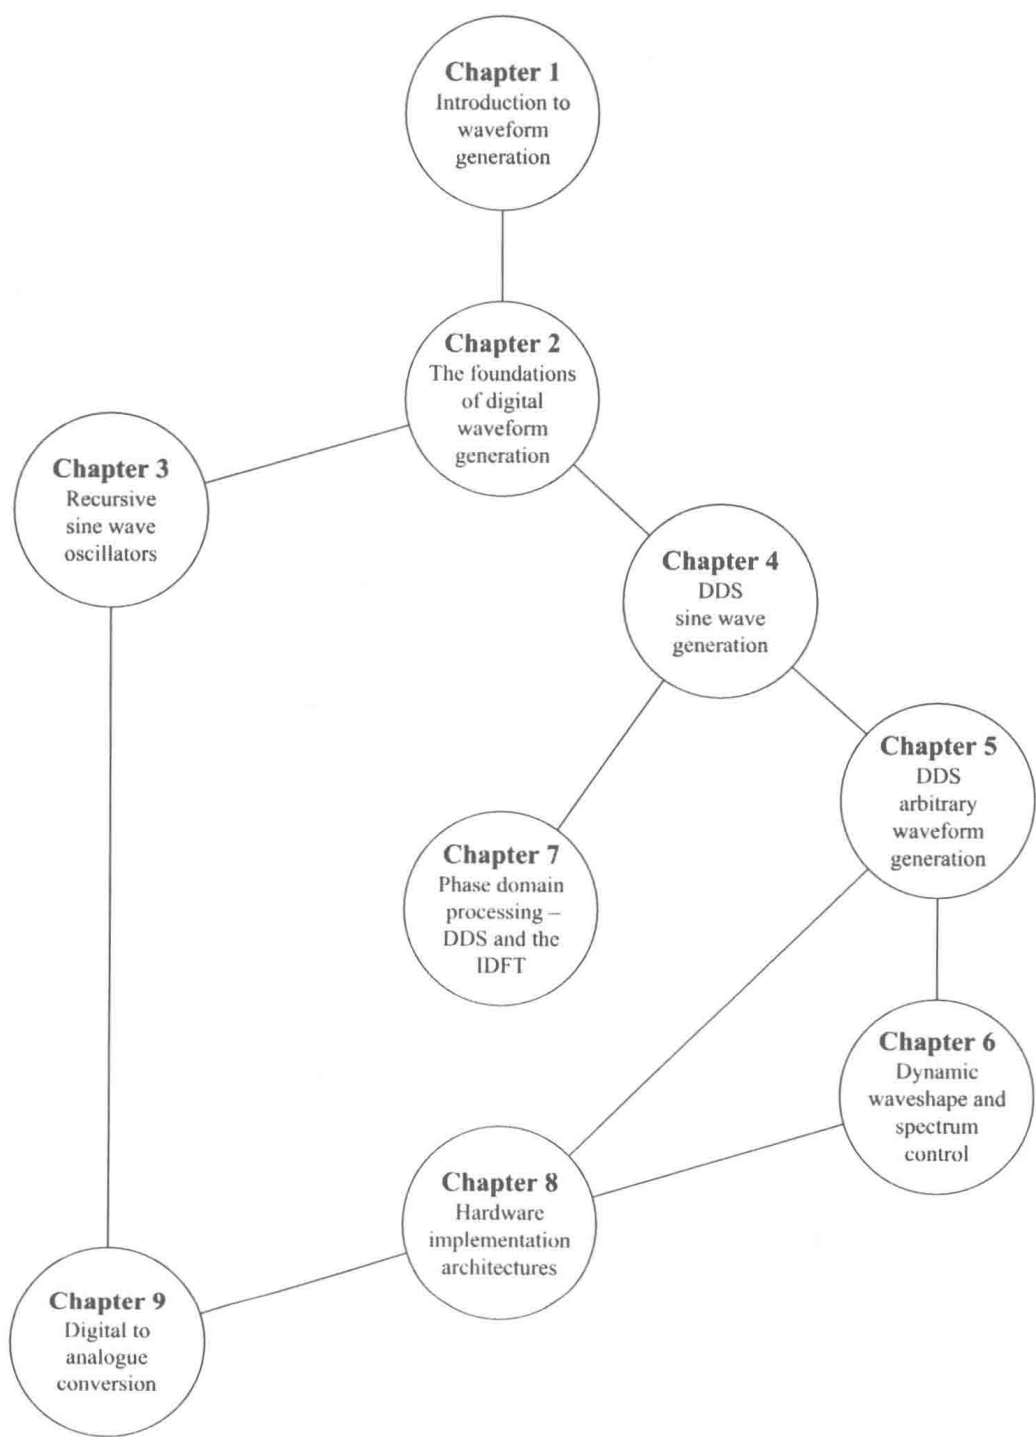 Chapter 1
Introduction to
waveform
generation
Chapter 2
The foundations
of digital
waveform
generation
Chapter 3
Recursive
sine wave
oscillators
Chapter 4
DDS
sine wave
generation
Chapter 5
DDS
arbitrary
waveform
generation
Chapter 7
Phase domain
processing –
DDS and the
IDFT
Chapter 6
Dynamic
waveshape and
spectrum
control
Chapter 8
Hardware
implementation
architectures
Chapter 9
Digital to
analogue
conversion